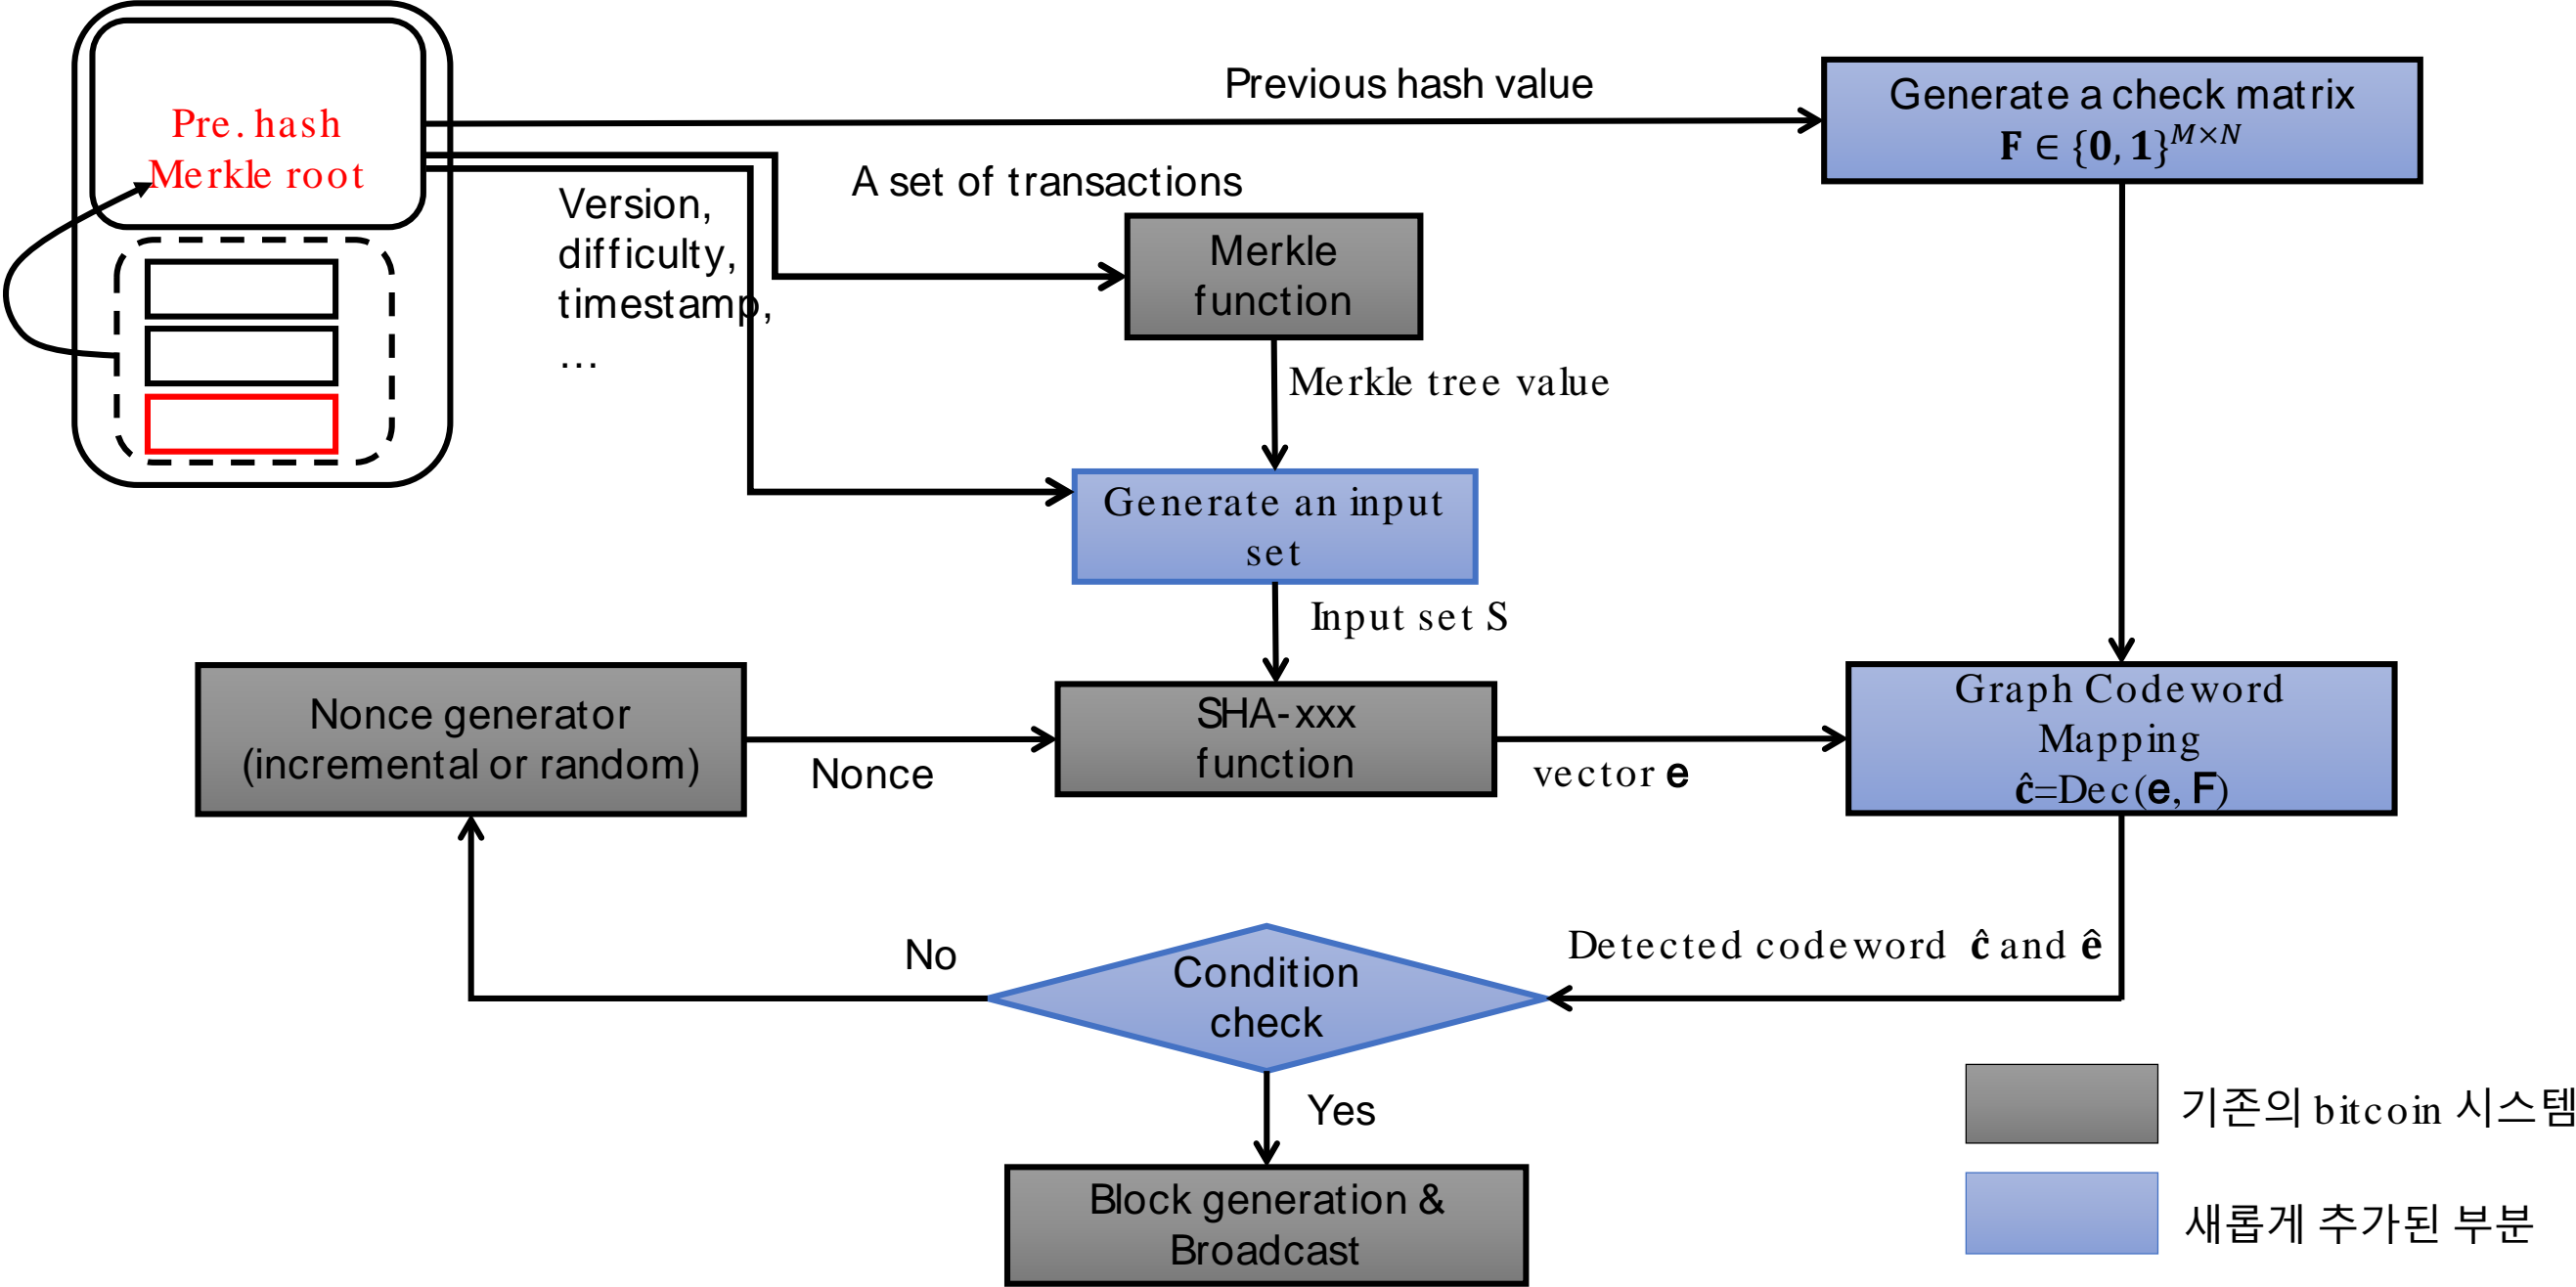 Pre. hash
Merkle root
Previous hash value
Generate a check matrix
F ∈ {0, 1}^{M×N}
A set of transactions
Version,
difficulty,
timestamp,
…
Merkle
function
Merkle tree value
Generate an input
set
Input set S
Nonce generator
(incremental or random)
Nonce
SHA-xxx
function
vector e
Graph Codeword
Mapping
ĉ=Dec(e, F)
Detected codeword ĉ and ê
No
Condition
check
Yes
Block generation &
Broadcast
기존의 bitcoin 시스템
새롭게 추가된 부분